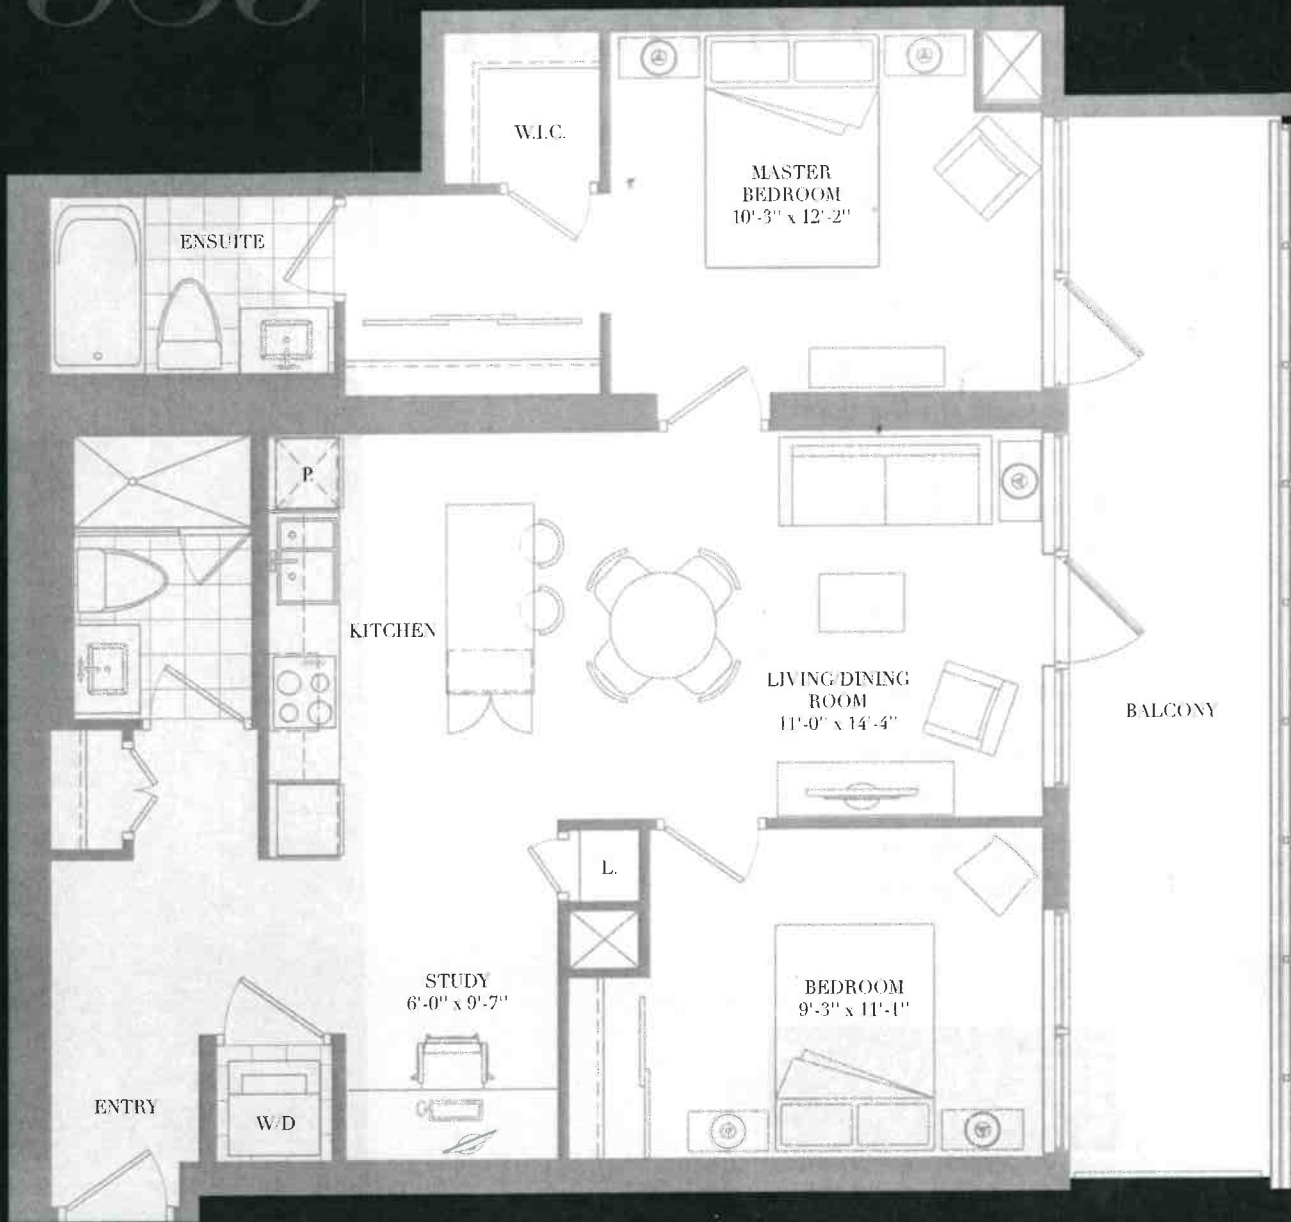 W.I.C.
MASTER
BEDROOM
10'-3" x 12'-2"
ENSUITE
P.
KITCHEN
LIVING/DINING
ROOM
11'-0" x 14'-4"
BALCONY
L.
STUDY
6'-0" x 9'-7"
BEDROOM
9'-3" x 11'-1"
ENTRY
W/D